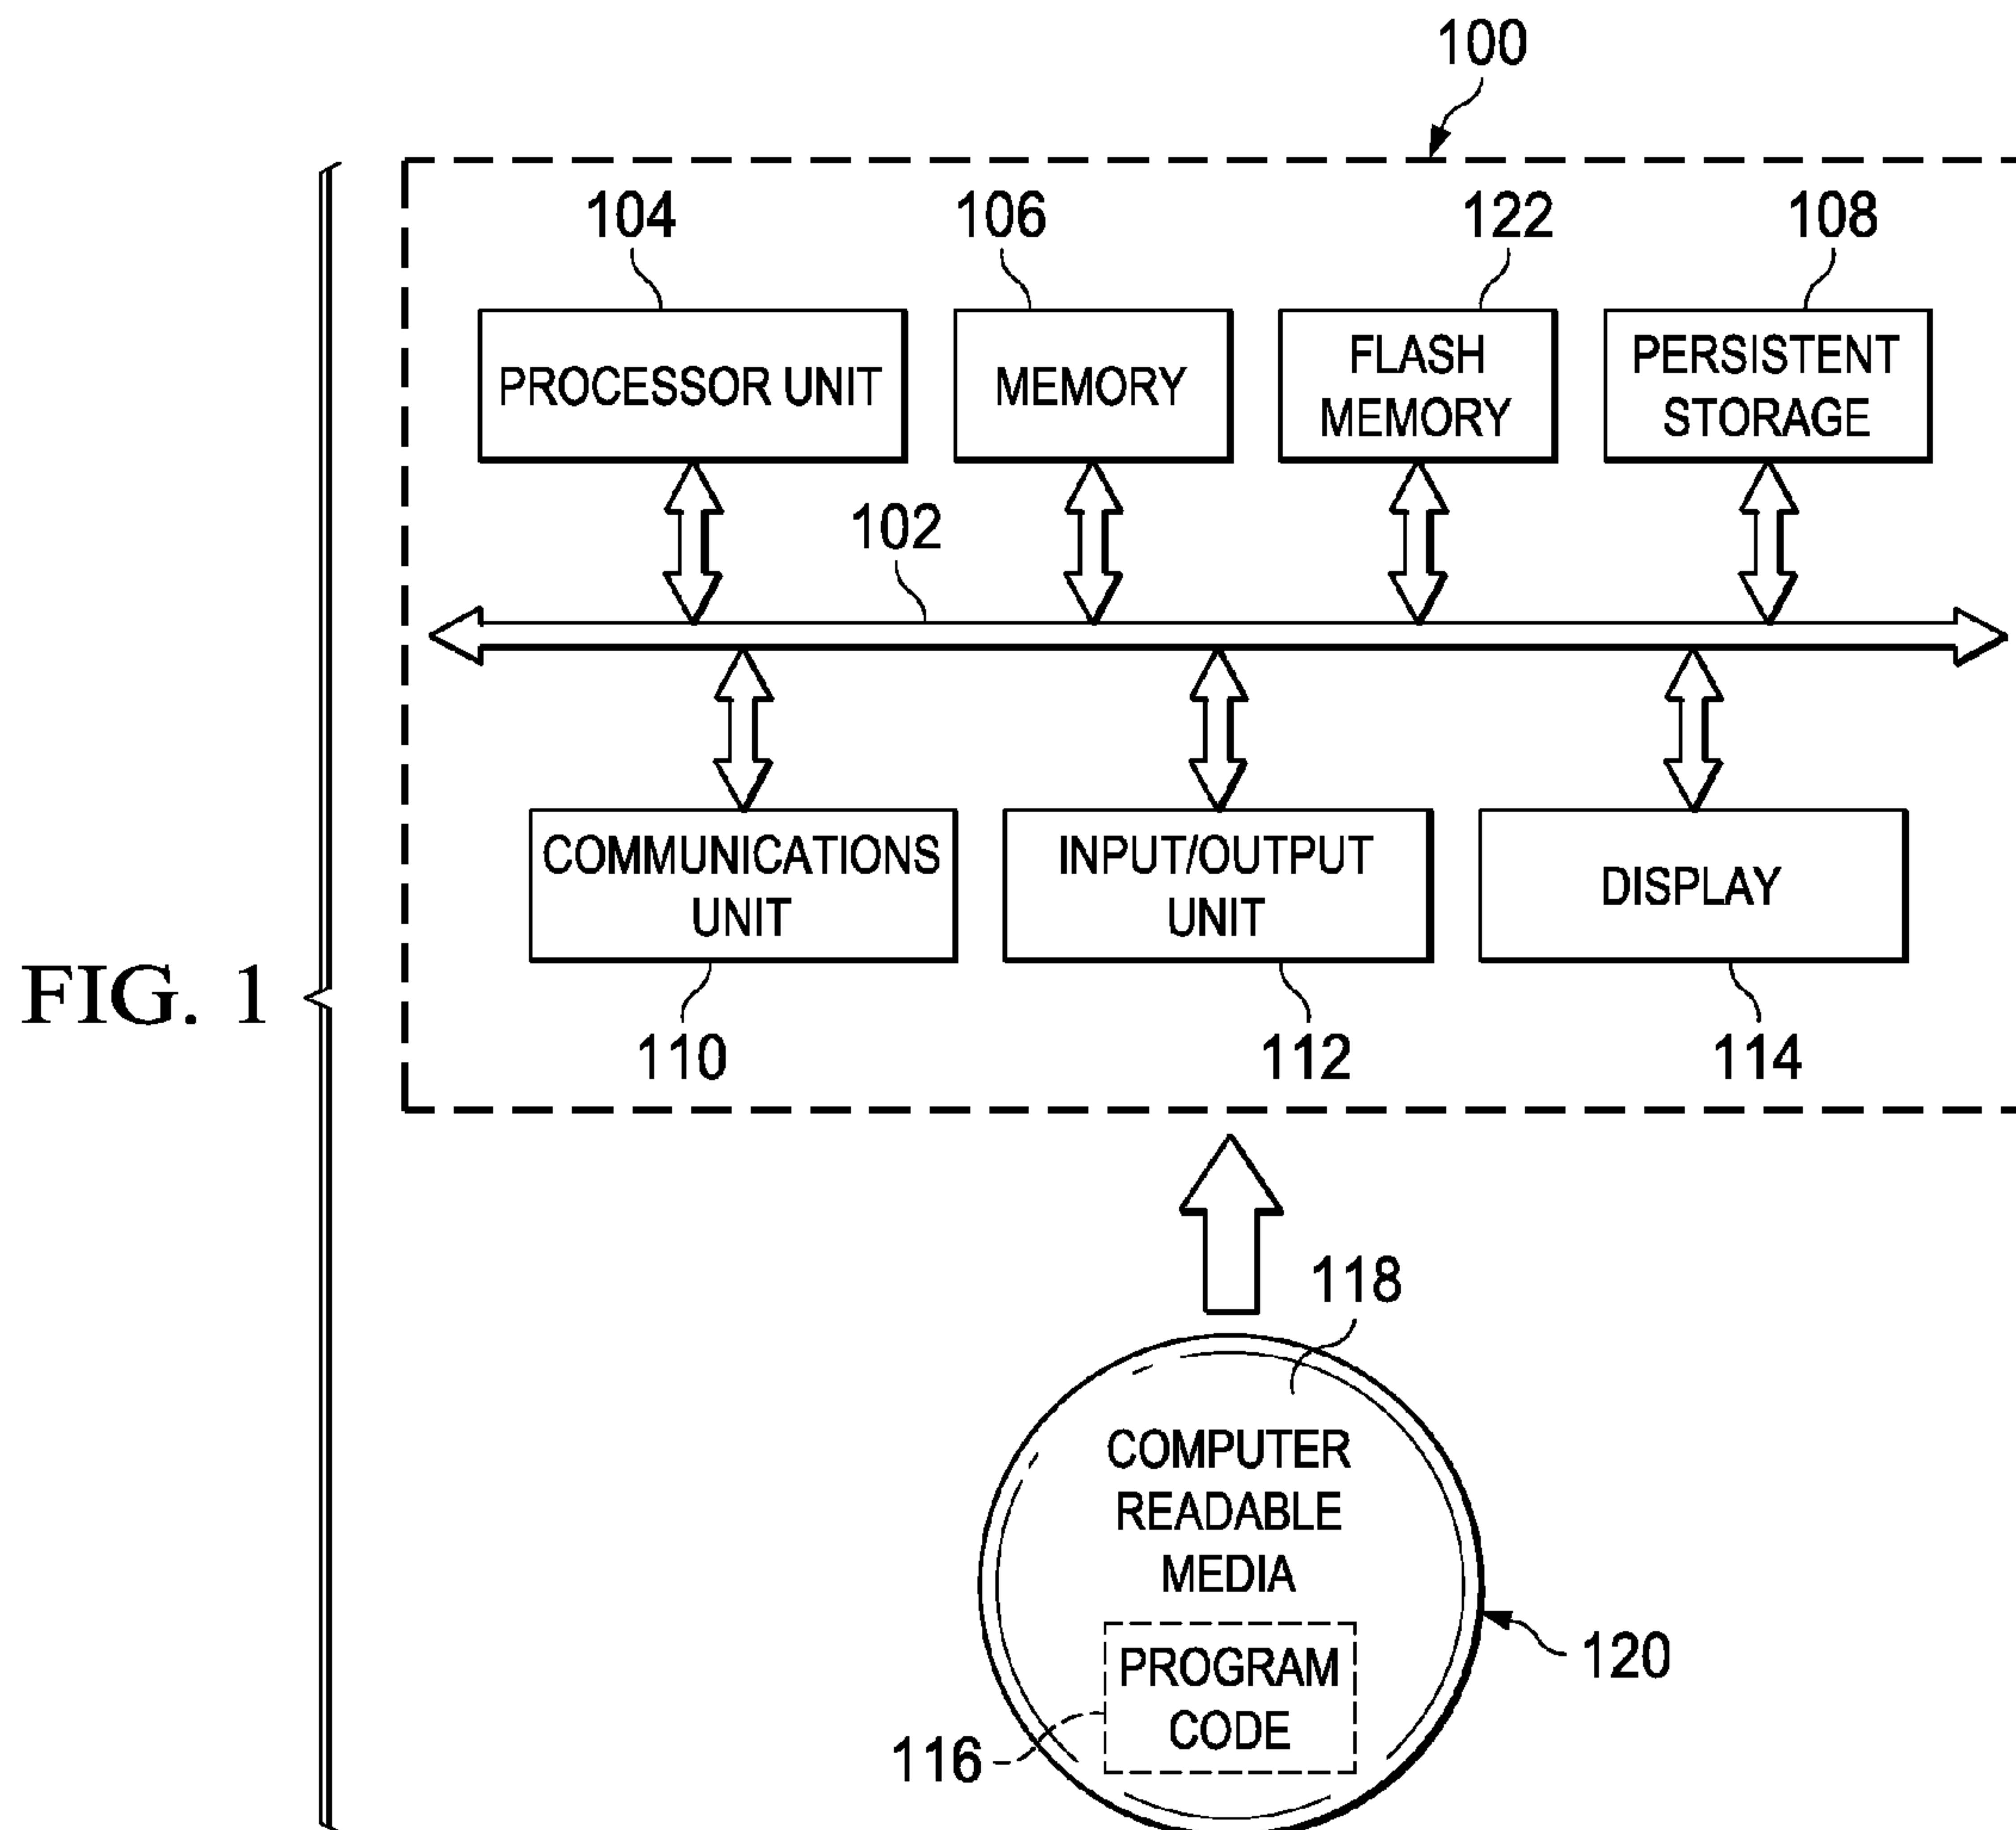 100
104
106
122
108
PROCESSOR UNIT
MEMORY
FLASH
MEMORY
PERSISTENT
STORAGE
102
COMMUNICATIONS
UNIT
INPUT/OUTPUT
UNIT
DISPLAY
FIG. 1
110
112
114
118
COMPUTER
READABLE
MEDIA
PROGRAM
CODE
120
116